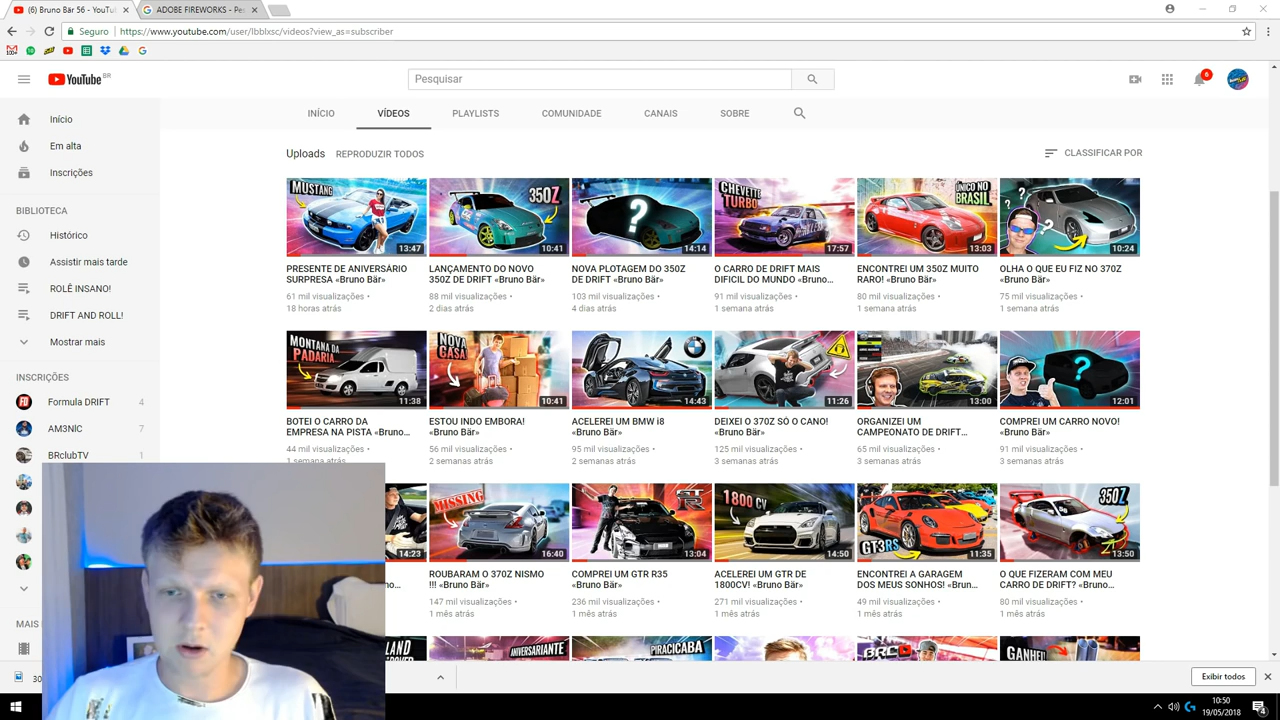 (6) Bruno Bär 56 - YouTu
ADOBE FIREWORKS - Pes
Seguro
https://www.youtube.com/user/lbblxsc/videos?view_as=subscriber
YouTube BR
Pesquisar
6
INÍCIO
VÍDEOS
PLAYLISTS
COMUNIDADE
CANAIS
SOBRE
Início
Em alta
Inscrições
BIBLIOTECA
Histórico
Assistir mais tarde
ROLÊ INSANO!
DRIFT AND ROLL!
Mostrar mais
INSCRIÇÕES
Formula DRIFT 4
AM3NlC 7
BRclubTV 1
MAIS
Uploads
REPRODUZIR TODOS
CLASSIFICAR POR
MUSTANG
13:47
350Z
10:41
?
14:14
CHEVETTE
TURBO
17:57
ÚNICO NO
BRASIL
13:03
? ? ?
10:24
PRESENTE DE ANIVERSÁRIO
SURPRESA «Bruno Bär»
61 mil visualizações •
18 horas atrás
LANÇAMENTO DO NOVO
350Z DE DRIFT «Bruno Bär»
88 mil visualizações •
2 dias atrás
NOVA PLOTAGEM DO 350Z
DE DRIFT «Bruno Bär»
103 mil visualizações •
4 dias atrás
O CARRO DE DRIFT MAIS
DIFICIL DO MUNDO «Bruno...
91 mil visualizações •
1 semana atrás
ENCONTREI UM 350Z MUITO
RARO! «Bruno Bär»
80 mil visualizações •
1 semana atrás
OLHA O QUE EU FIZ NO 370Z
«Bruno Bär»
75 mil visualizações •
1 semana atrás
MONTANA DA
PADARIA...
11:38
NOVA
CASA
10:41
14:43
11:26
13:00
?
12:01
BOTEI O CARRO DA
EMPRESA NA PISTA «Bruno...
44 mil visualizações •
1 semana atrás
ESTOU INDO EMBORA!
«Bruno Bär»
56 mil visualizações •
2 semanas atrás
ACELEREI UM BMW i8
«Bruno Bär»
95 mil visualizações •
2 semanas atrás
DEIXEI O 370Z SÓ O CANO!
«Bruno Bär»
125 mil visualizações •
3 semanas atrás
ORGANIZEI UM
CAMPEONATO DE DRIFT...
65 mil visualizações •
3 semanas atrás
COMPREI UM CARRO NOVO!
«Bruno Bär»
91 mil visualizações •
3 semanas atrás
14:23
MISSING
16:40
GTR
13:04
1800 CV
14:50
GT3RS
11:35
350Z
13:50
ROUBARAM O 370Z NISMO
!!! «Bruno Bär»
147 mil visualizações •
1 mês atrás
COMPREI UM GTR R35
«Bruno Bär»
236 mil visualizações •
1 mês atrás
ACELEREI UM GTR DE
1800CV! «Bruno Bär»
271 mil visualizações •
1 mês atrás
ENCONTREI A GARAGEM
DOS MEUS SONHOS! «Brun...
49 mil visualizações •
1 mês atrás
O QUE FIZERAM COM MEU
CARRO DE DRIFT? «Bruno...
80 mil visualizações •
1 mês atrás
ANIVERSARIANTE
PIRACICABA
BRC
GANHEI
30
Exibir todos
10:50
19/05/2018
4